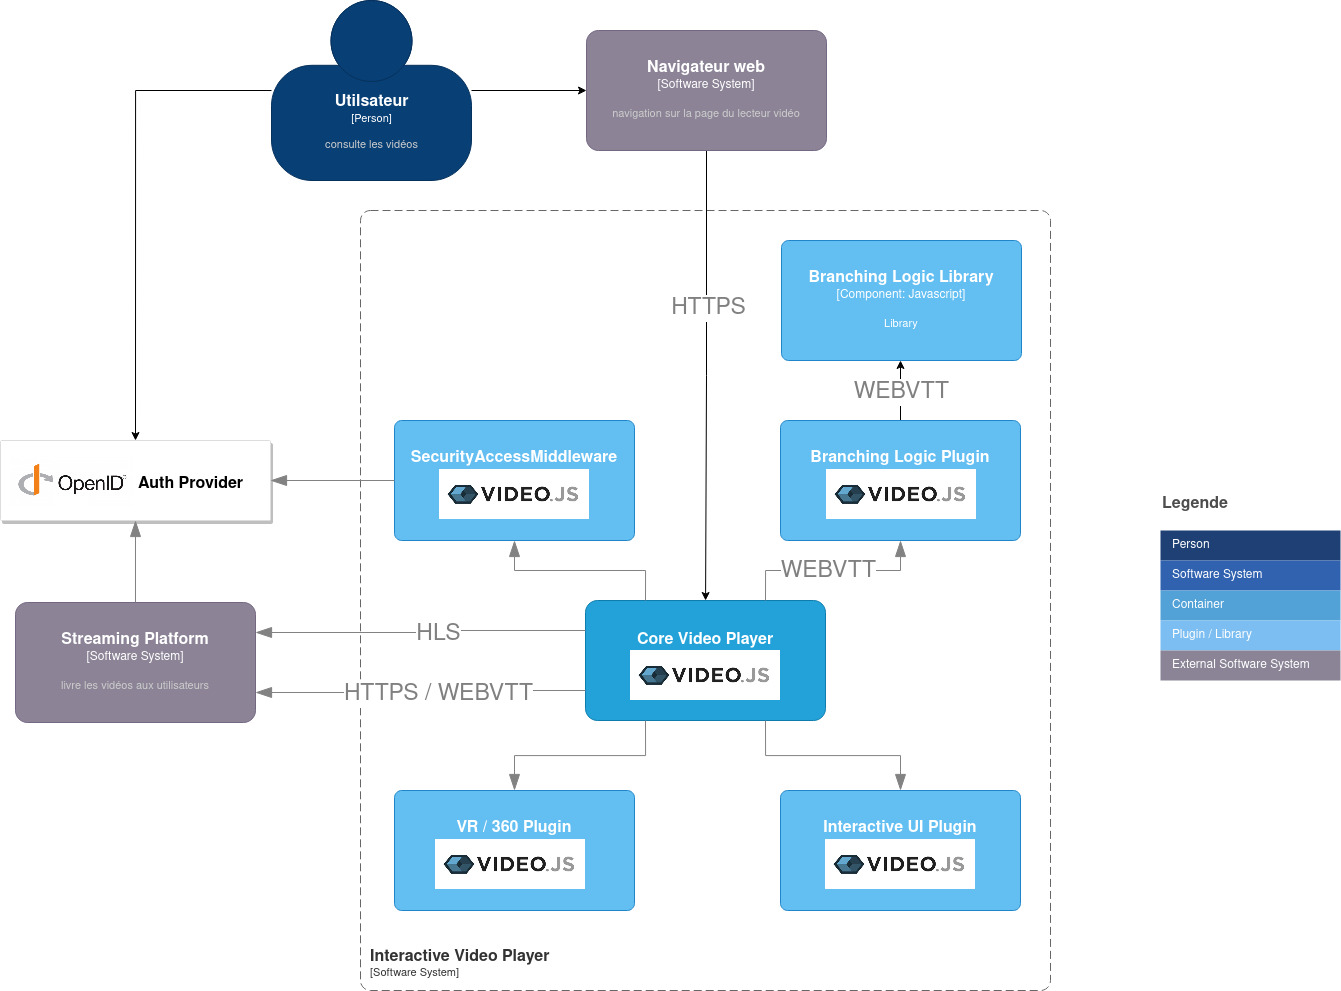 Utilsateur
[Person]
consulte les vidéos
Navigateur web
[Software System]
navigation sur la page du lecteur vidéo
HTTPS
Branching Logic Library
[Component: Javascript]
Library
WEBVTT
SecurityAccessMiddleware
VIDEO.JS
Branching Logic Plugin
VIDEO.JS
OpenID™ Auth Provider
Legende
Person
Software System
Container
Plugin / Library
External Software System
WEBVTT
Streaming Platform
[Software System]
livre les vidéos aux utilisateurs
HLS
HTTPS / WEBVTT
Core Video Player
VIDEO.JS
VR / 360 Plugin
VIDEO.JS
Interactive UI Plugin
VIDEO.JS
Interactive Video Player
[Software System]